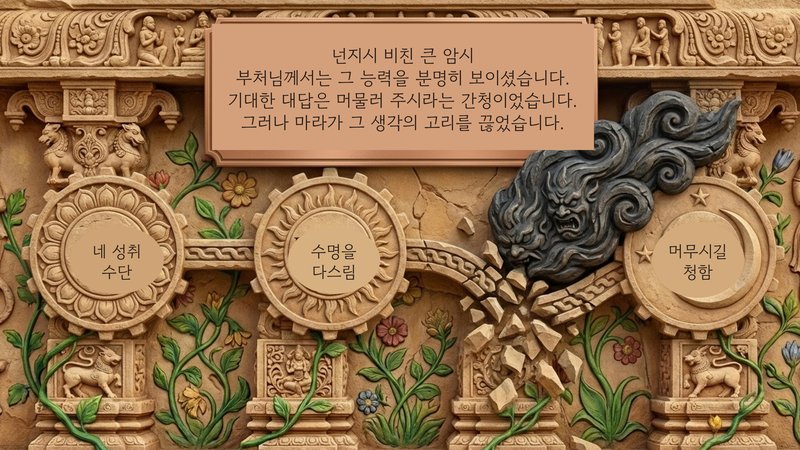 넌지시 비친 큰 암시
부처님께서는 그 능력을 분명히 보이셨습니다.
기대한 대답은 머물러 주시라는 간청이었습니다.
그러나 마라가 그 생각의 고리를 끊었습니다.
네 성취
수단
수명을
다스림
머무시길
청함